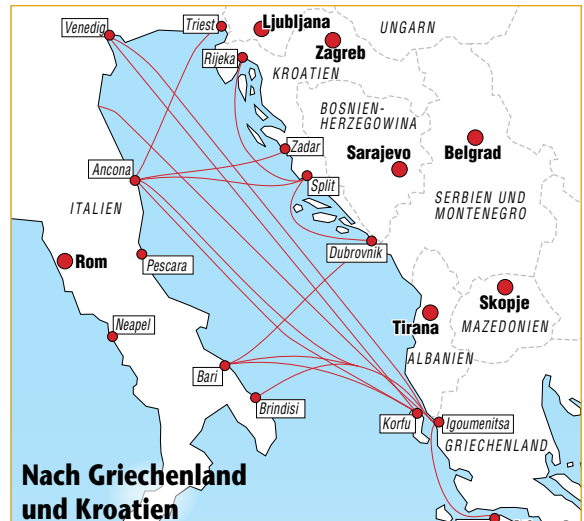 Venedig
Triest
Ljubljana
UNGARN
Zagreb
Rijeka
KROATIEN
BOSNIEN-
HERZEGOWINA
Zadar
Sarajevo
Belgrad
Ancona
Split
SERBIEN UND
MONTENEGRO
ITALIEN
Dubrovnik
Rom
Pescara
Skopje
Neapel
Tirana
MAZEDONIEN
ALBANIEN
Bari
Brindisi
Korfu
Igoumenitsa
GRIECHENLAND
Nach Griechenland
und Kroatien